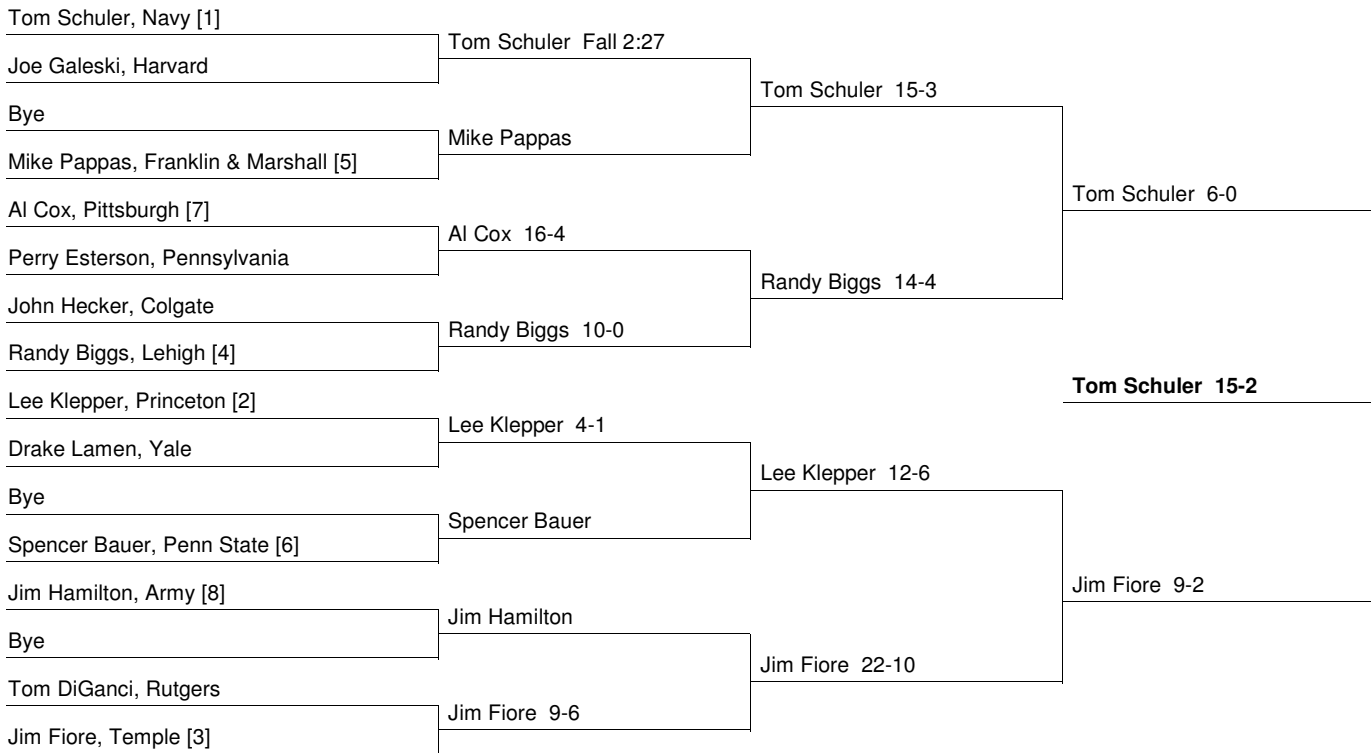 Tom Schuler, Navy [1]
Joe Galeski, Harvard
Bye
Mike Pappas, Franklin & Marshall [5]
Al Cox, Pittsburgh [7]
Perry Esterson, Pennsylvania
John Hecker, Colgate
Randy Biggs, Lehigh [4]
Lee Klepper, Princeton [2]
Drake Lamen, Yale
Bye
Spencer Bauer, Penn State [6]
Jim Hamilton, Army [8]
Bye
Tom DiGanci, Rutgers
Jim Fiore, Temple [3]
Tom Schuler Fall 2:27
Mike Pappas
Al Cox 16-4
Randy Biggs 10-0
Lee Klepper 4-1
Spencer Bauer
Jim Hamilton
Jim Fiore 9-6
Tom Schuler 15-3
Randy Biggs 14-4
Lee Klepper 12-6
Jim Fiore 22-10
Tom Schuler 6-0
Tom Schuler 15-2
Jim Fiore 9-2